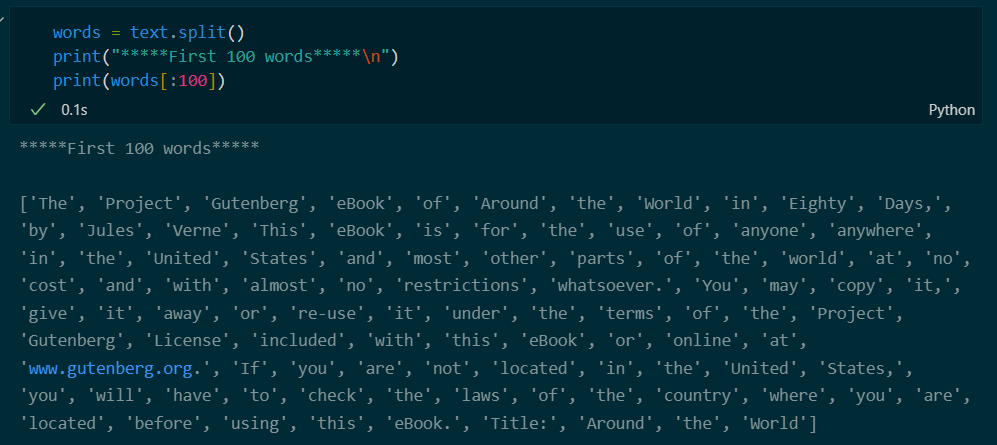 words = text.split()
print("*****First 100 words*****\n")
print(words[:100])
0.1s
Python
*****First 100 words*****
['The', 'Project', 'Gutenberg', 'eBook', 'of', 'Around', 'the', 'World', 'in', 'Eighty', 'Days,',
'by', 'Jules', 'Verne', 'This', 'eBook', 'is', 'for', 'the', 'use', 'of', 'anyone', 'anywhere',
'in', 'the', 'United', 'States', 'and', 'most', 'other', 'parts', 'of', 'the', 'world', 'at', 'no',
'cost', 'and', 'with', 'almost', 'no', 'restrictions', 'whatsoever.', 'You', 'may', 'copy', 'it,',
'give', 'it', 'away', 'or', 're-use', 'it', 'under', 'the', 'terms', 'of', 'the', 'Project',
'Gutenberg', 'License', 'included', 'with', 'this', 'eBook', 'or', 'online', 'at',
'www.gutenberg.org.', 'If', 'you', 'are', 'not', 'located', 'in', 'the', 'United', 'States,',
'you', 'will', 'have', 'to', 'check', 'the', 'laws', 'of', 'the', 'country', 'where', 'you', 'are',
'located', 'before', 'using', 'this', 'eBook.', 'Title:', 'Around', 'the', 'World']